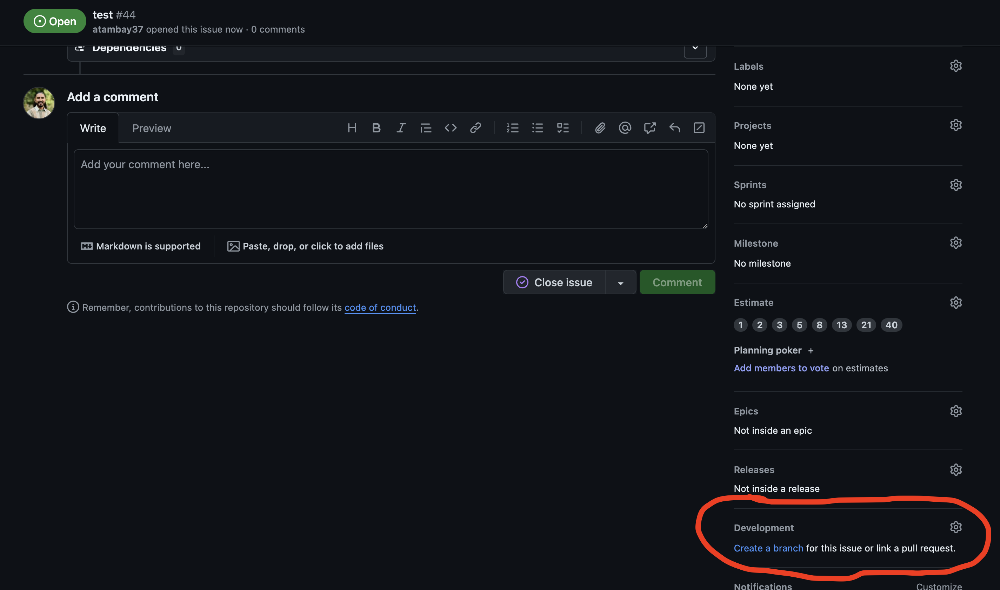 Open
test #44
atambay37 opened this issue now · 0 comments
Dependencies 0
Add a comment
Write
Preview
Add your comment here...
Markdown is supported
Paste, drop, or click to add files
Close issue
Comment
Remember, contributions to this repository should follow its code of conduct.
Labels
None yet
Projects
None yet
Sprints
No sprint assigned
Milestone
No milestone
Estimate
1 2 3 5 8 13 21 40
Planning poker +
Add members to vote on estimates
Epics
Not inside an epic
Releases
Not inside a release
Development
Create a branch for this issue or link a pull request.
Notifications
Customize